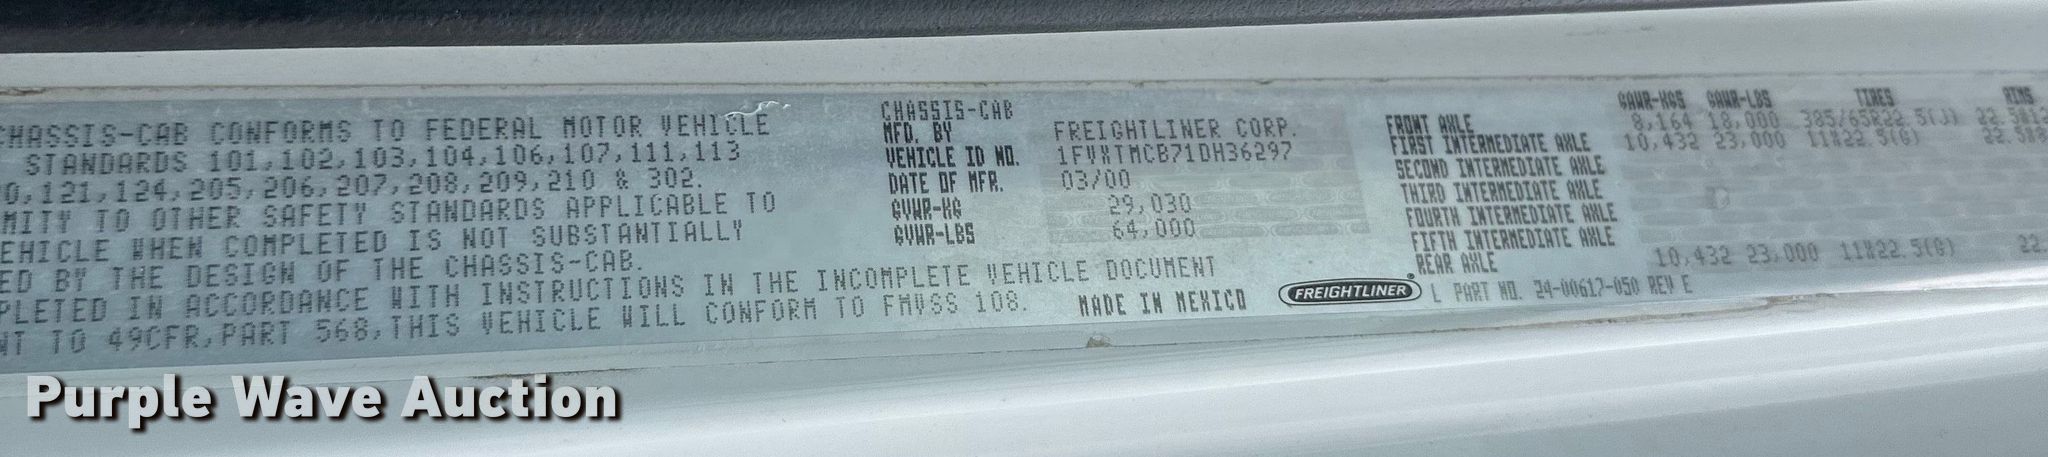 CHASSIS-CAB CONFORMS TO FEDERAL MOTOR VEHICLE
STANDARDS 101,102,103,104,106,107,111,113
0,121,124,205,206,207,208,209,210 & 302.
MITY TO OTHER SAFETY STANDARDS APPLICABLE TO
EHICLE WHEN COMPLETED IS NOT SUBSTANTIALLY
ED BY THE DESIGN OF THE CHASSIS-CAB.
PLETED IN ACCORDANCE WITH INSTRUCTIONS IN THE INCOMPLETE VEHICLE DOCUMENT
NT TO 49CFR,PART 568,THIS VEHICLE WILL CONFORM TO FMVSS 108. MADE IN MEXICO
CHASSIS-CAB
MFD. BY FREIGHTLINER CORP.
VEHICLE ID NO. 1FVXTMCB71DH36297
DATE OF MFR. 03/00
GVWR-KG 29,030
GVWR-LBS 64,000
GAWR-KGS GAWR-LBS TIRES RIMS
FRONT AXLE 8,164 18,000 385/65R22.5(J)
FIRST INTERMEDIATE AXLE 10,432 23,000 11R22.5(G)
SECOND INTERMEDIATE AXLE
THIRD INTERMEDIATE AXLE
FOURTH INTERMEDIATE AXLE
FIFTH INTERMEDIATE AXLE
REAR AXLE 10,432 23,000 11R22.5(G) 22.
FREIGHTLINER L PART NO. 24-00617-050 REV E
Purple Wave Auction